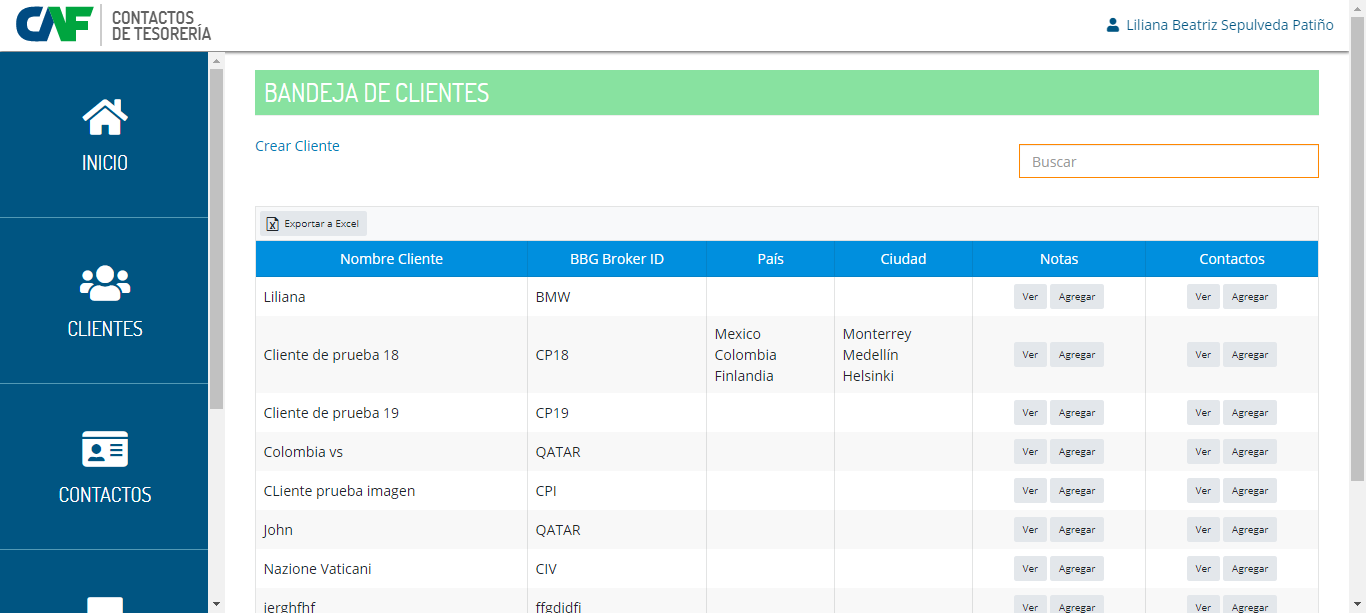 CAF CONTACTOS
DE TESORERÍA
Liliana Beatriz Sepulveda Patiño
INICIO
CLIENTES
CONTACTOS
BANDEJA DE CLIENTES
Crear Cliente
Buscar
Exportar a Excel
Nombre Cliente BBG Broker ID País Ciudad Notas Contactos
Liliana BMW Ver Agregar Ver Agregar
Mexico Monterrey
Cliente de prueba 18 CP18 Colombia Medellín Ver Agregar Ver Agregar
Finlandia Helsinki
Cliente de prueba 19 CP19 Ver Agregar Ver Agregar
Colombia vs QATAR Ver Agregar Ver Agregar
CLiente prueba imagen CPI Ver Agregar Ver Agregar
John QATAR Ver Agregar Ver Agregar
Nazione Vaticani CIV Ver Agregar Ver Agregar
jerghfhf ffgdjdfj Ver Agregar Ver Agregar